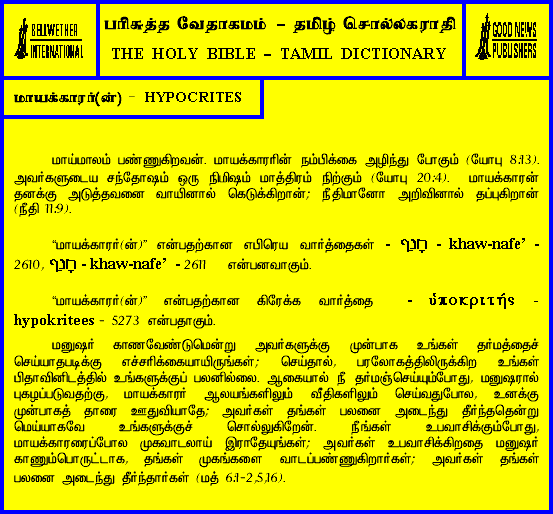 BELLWETHER
INTERNATIONAL
பரிசுத்த வேதாகமம் – தமிழ் சொல்லகராதி
THE HOLY BIBLE – TAMIL DICTIONARY
GOOD NEWS
PUBLISHERS
மாயக்காரர்(ன்) – HYPOCRITES
மாய்மாலம் பண்ணுகிறவன். மாயக்காரரின் நம்பிக்கை அழிந்து போகும் (யோபு 8:13).
அவர்களுடைய சந்தோஷம் ஒரு நிமிஷம் மாத்திரம் நிற்கும் (யோபு 20:4). மாயக்காரன்
தனக்கு அடுத்தவனை வாயினால் கெடுக்கிறான்; நீதிமானோ அறிவினால் தப்புகிறான்
(நீதி 11:9).
“மாயக்காரர்(ன்)” என்பதற்கான எபிரெய வார்த்தைகள் - חָנֵף - khaw-nafe’ -
2610, חָנֵף - khaw-nafe’ - 2611 என்பனவாகும்.
“மாயக்காரர்(ன்)” என்பதற்கான கிரேக்க வார்த்தை - ὑποκριτής -
hypokritees – 5273 என்பதாகும்.
மனுஷர் காணவேண்டுமென்று அவர்களுக்கு முன்பாக உங்கள் தர்மத்தைச்
செய்யாதபடிக்கு எச்சரிக்கையாயிருங்கள்; செய்தால், பரலோகத்திலிருக்கிற உங்கள்
பிதாவினிடத்தில் உங்களுக்குப் பலனில்லை. ஆகையால் நீ தர்மஞ்செய்யும்போது, மனுஷரால்
புகழப்படுவதற்கு, மாயக்காரர் ஆலயங்களிலும் வீதிகளிலும் செய்வதுபோல, உனக்கு
முன்பாகத் தாரை ஊதுவியாதே; அவர்கள் தங்கள் பலனை அடைந்து தீர்ந்ததென்று
மெய்யாகவே உங்களுக்குச் சொல்லுகிறேன். நீங்கள் உபவாசிக்கும்போது,
மாயக்காரரைப்போல முகவாடலாய் இராதேயுங்கள்; அவர்கள் உபவாசிக்கிறதை மனுஷர்
காணும்பொருட்டாக, தங்கள் முகங்களை வாடப்பண்ணுகிறார்கள்; அவர்கள் தங்கள்
பலனை அடைந்து தீர்ந்தார்கள் (மத் 6:1-2,5,16).